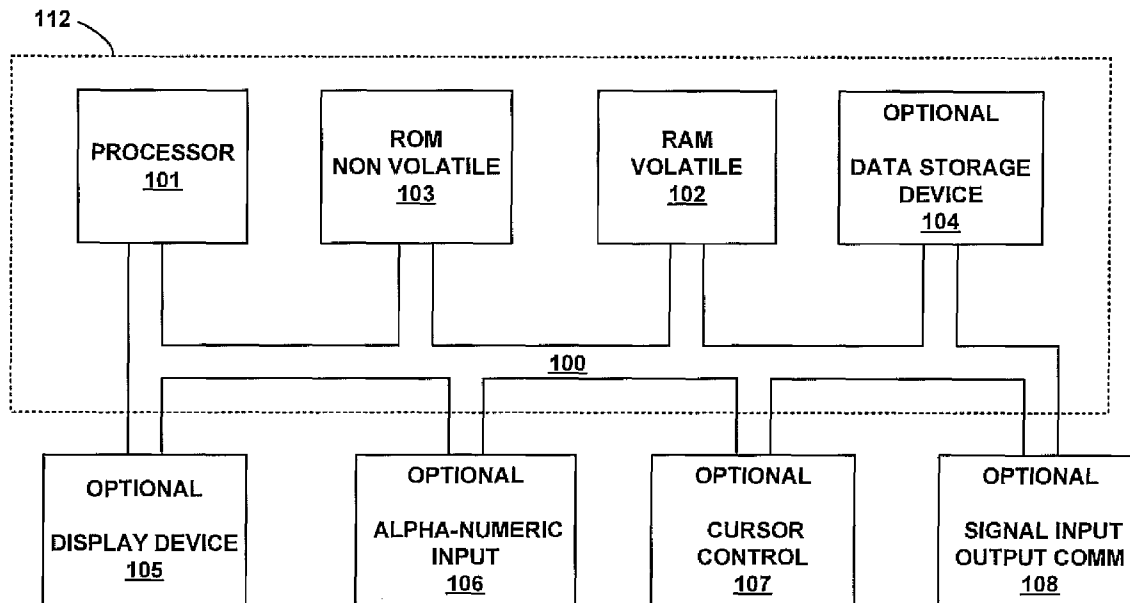 112
PROCESSOR
101
ROM
NON VOLATILE
103
RAM
VOLATILE
102
OPTIONAL
DATA STORAGE
DEVICE
104
100
OPTIONAL
DISPLAY DEVICE
105
OPTIONAL
ALPHA-NUMERIC
INPUT
106
OPTIONAL
CURSOR
CONTROL
107
OPTIONAL
SIGNAL INPUT
OUTPUT COMM
108